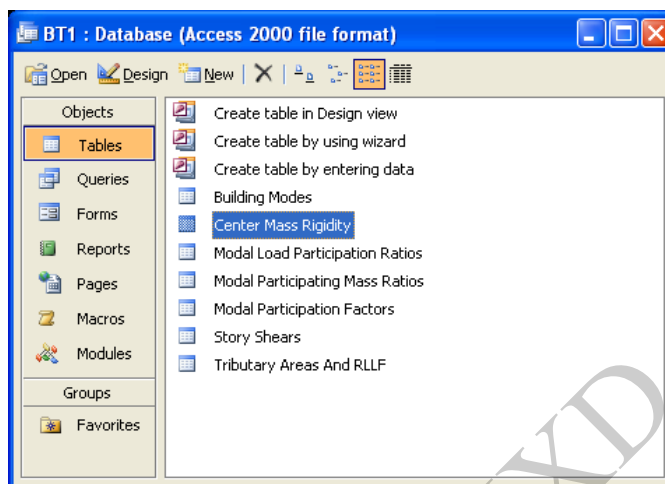 BT1 : Database (Access 2000 file format)
Open Design New
Objects
Tables
Queries
Forms
Reports
Pages
Macros
Modules
Groups
Favorites
Create table in Design view
Create table by using wizard
Create table by entering data
Building Modes
Center Mass Rigidity
Modal Load Participation Ratios
Modal Participating Mass Ratios
Modal Participation Factors
Story Shears
Tributary Areas And RLLF
XD